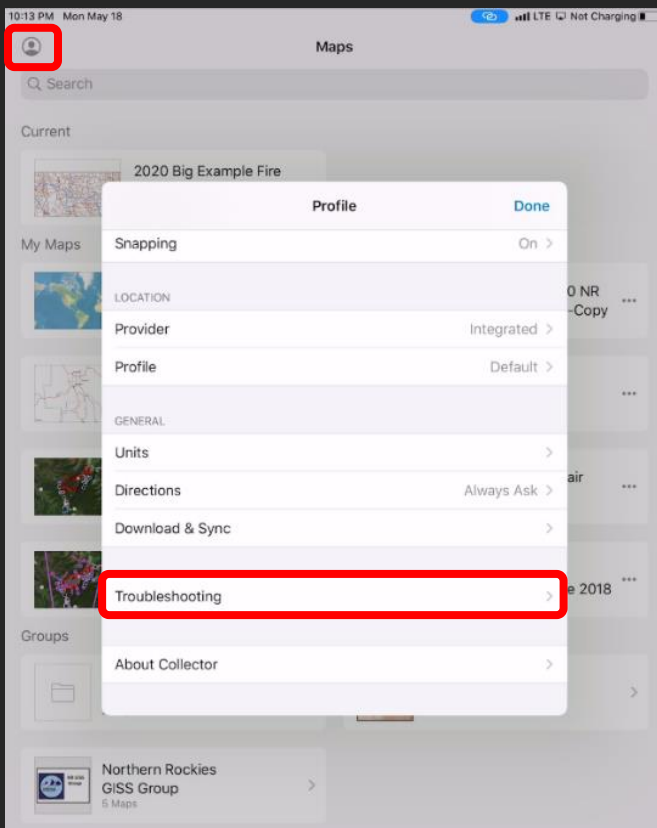 10:13 PM Mon May 18
LTE Not Charging
Maps
Search
Current
2020 Big Example Fire
Profile
Done
My Maps
Snapping
On
LOCATION
0 NR
-Copy
Provider
Integrated
Profile
Default
GENERAL
Units
air
Directions
Always Ask
Download & Sync
Troubleshooting
e 2018
Groups
About Collector
Northern Rockies
GISS Group
5 Maps